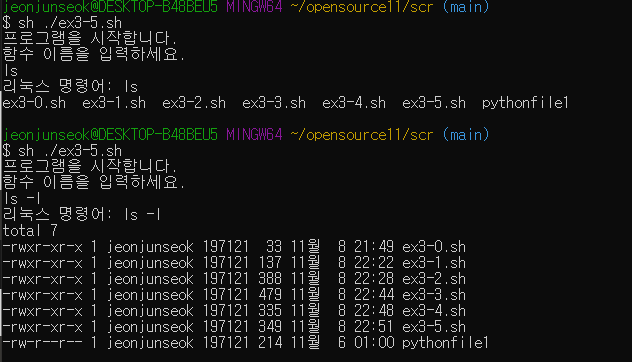 jeonjunseok@DESKTOP-B48BEU5 MINGW64 ~/opensource11/scr (main)
$ sh ./ex3-5.sh
프로그램을 시작합니다.
함수 이름을 입력하세요.
ls
리눅스 명령어: ls
ex3-0.sh  ex3-1.sh  ex3-2.sh  ex3-3.sh  ex3-4.sh  ex3-5.sh  pythonfile1
jeonjunseok@DESKTOP-B48BEU5 MINGW64 ~/opensource11/scr (main)
$ sh ./ex3-5.sh
프로그램을 시작합니다.
함수 이름을 입력하세요.
ls -l
리눅스 명령어: ls -l
total 7
-rwxr-xr-x 1 jeonjunseok 197121  33 11월  8 21:49 ex3-0.sh
-rwxr-xr-x 1 jeonjunseok 197121 137 11월  8 22:22 ex3-1.sh
-rwxr-xr-x 1 jeonjunseok 197121 388 11월  8 22:28 ex3-2.sh
-rwxr-xr-x 1 jeonjunseok 197121 479 11월  8 22:44 ex3-3.sh
-rwxr-xr-x 1 jeonjunseok 197121 335 11월  8 22:48 ex3-4.sh
-rwxr-xr-x 1 jeonjunseok 197121 349 11월  8 22:51 ex3-5.sh
-rw-r--r-- 1 jeonjunseok 197121 214 11월  6 01:00 pythonfile1